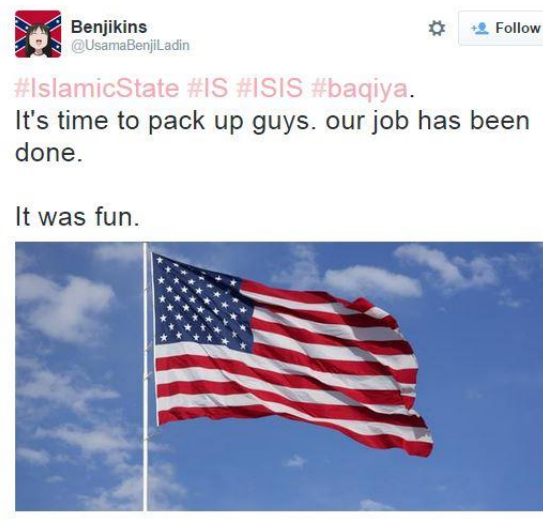 Benjikins
@UsamaBenjiLadin
Follow
#IslamicState #IS #ISIS #baqiya.
It's time to pack up guys. our job has been
done.
It was fun.